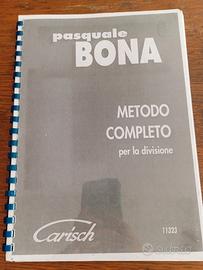 pasquale
BONA
METODO
COMPLETO
per la divisione
Carisch
11323